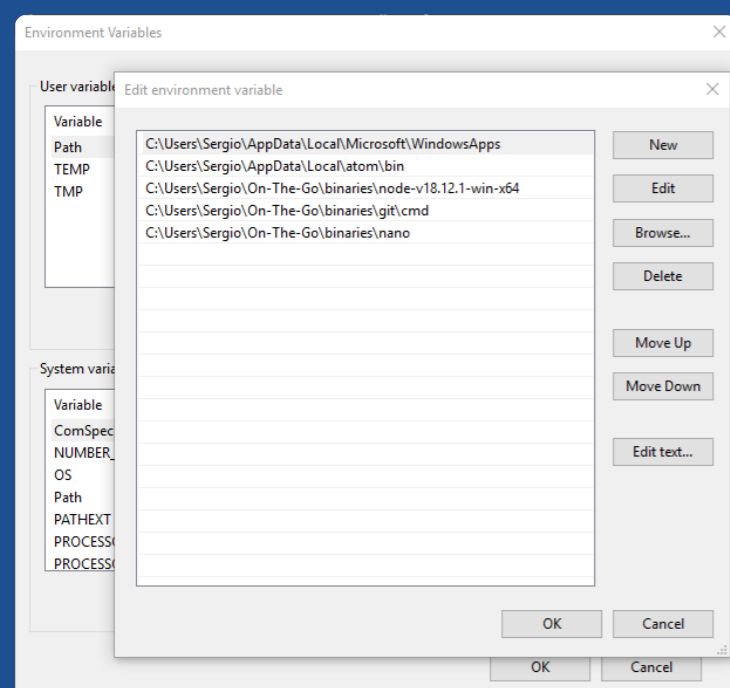 Environment Variables
User variable
Edit environment variable
Variable
Path
TEMP
TMP
C:\Users\Sergio\AppData\Local\Microsoft\WindowsApps
C:\Users\Sergio\AppData\Local\atom\bin
C:\Users\Sergio\On-The-Go\binaries\node-v18.12.1-win-x64
C:\Users\Sergio\On-The-Go\binaries\git\cmd
C:\Users\Sergio\On-The-Go\binaries\nano
New
Edit
Browse...
Delete
Move Up
Move Down
Edit text...
System varia
Variable
ComSpec
NUMBER_
OS
Path
PATHEXT
PROCESSO
PROCESSO
OK
Cancel
OK
Cancel